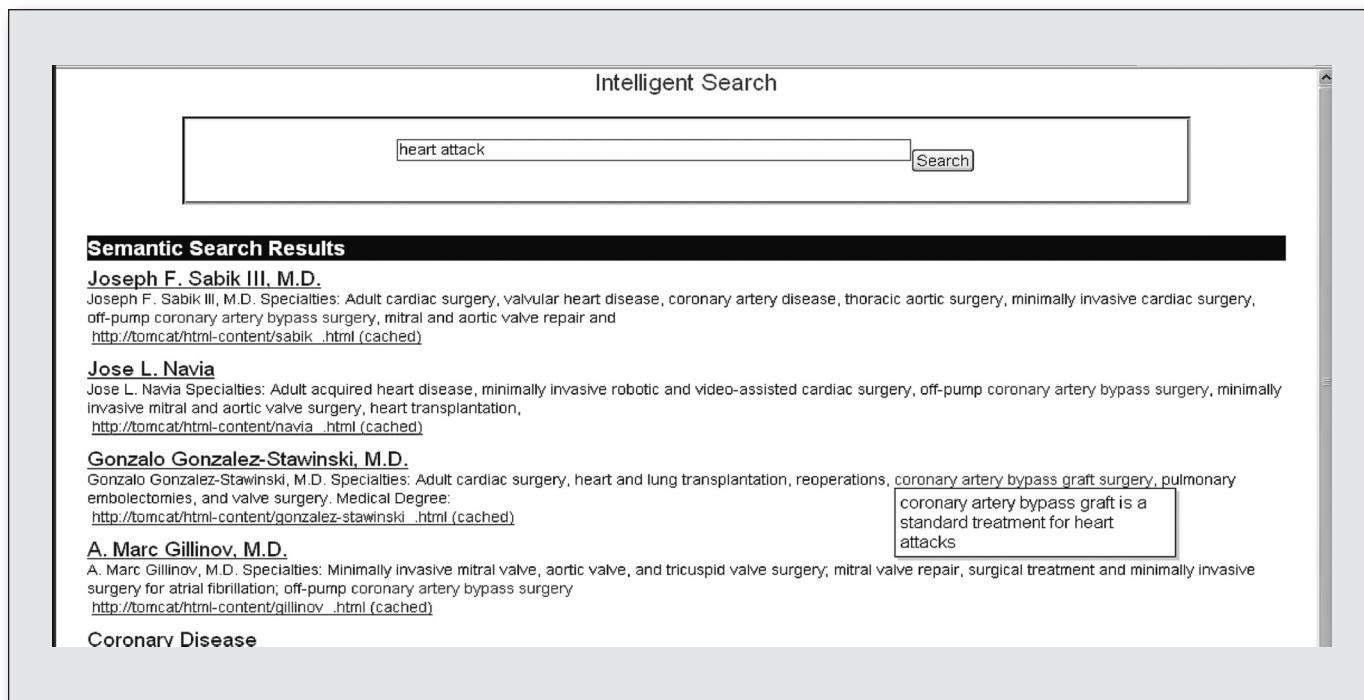 Intelligent Search
heart attack
Search
Semantic Search Results
Joseph F. Sabik III, M.D.
Joseph F. Sabik III, M.D. Specialties: Adult cardiac surgery, valvular heart disease, coronary artery disease, thoracic aortic surgery, minimally invasive cardiac surgery,
off-pump coronary artery bypass surgery, mitral and aortic valve repair and
http://tomcat/html-content/sabik_.html (cached)
Jose L. Navia
Jose L. Navia Specialties: Adult acquired heart disease, minimally invasive robotic and video-assisted cardiac surgery, off-pump coronary artery bypass surgery, minimally
invasive mitral and aortic valve surgery, heart transplantation,
http://tomcat/html-content/navia_.html (cached)
Gonzalo Gonzalez-Stawinski, M.D.
Gonzalo Gonzalez-Stawinski, M.D. Specialties: Adult cardiac surgery, heart and lung transplantation, reoperations, coronary artery bypass graft surgery, pulmonary
embolectomies, and valve surgery. Medical Degree:
http://tomcat/html-content/gonzalez-stawinski_.html (cached)
coronary artery bypass graft is a
standard treatment for heart
attacks
A. Marc Gillinov, M.D.
A. Marc Gillinov, M.D. Specialties: Minimally invasive mitral valve, aortic valve, and tricuspid valve surgery; mitral valve repair, surgical treatment and minimally invasive
surgery for atrial fibrillation; off-pump coronary artery bypass surgery
http://tomcat/html-content/gillinov_.html (cached)
Coronary Disease